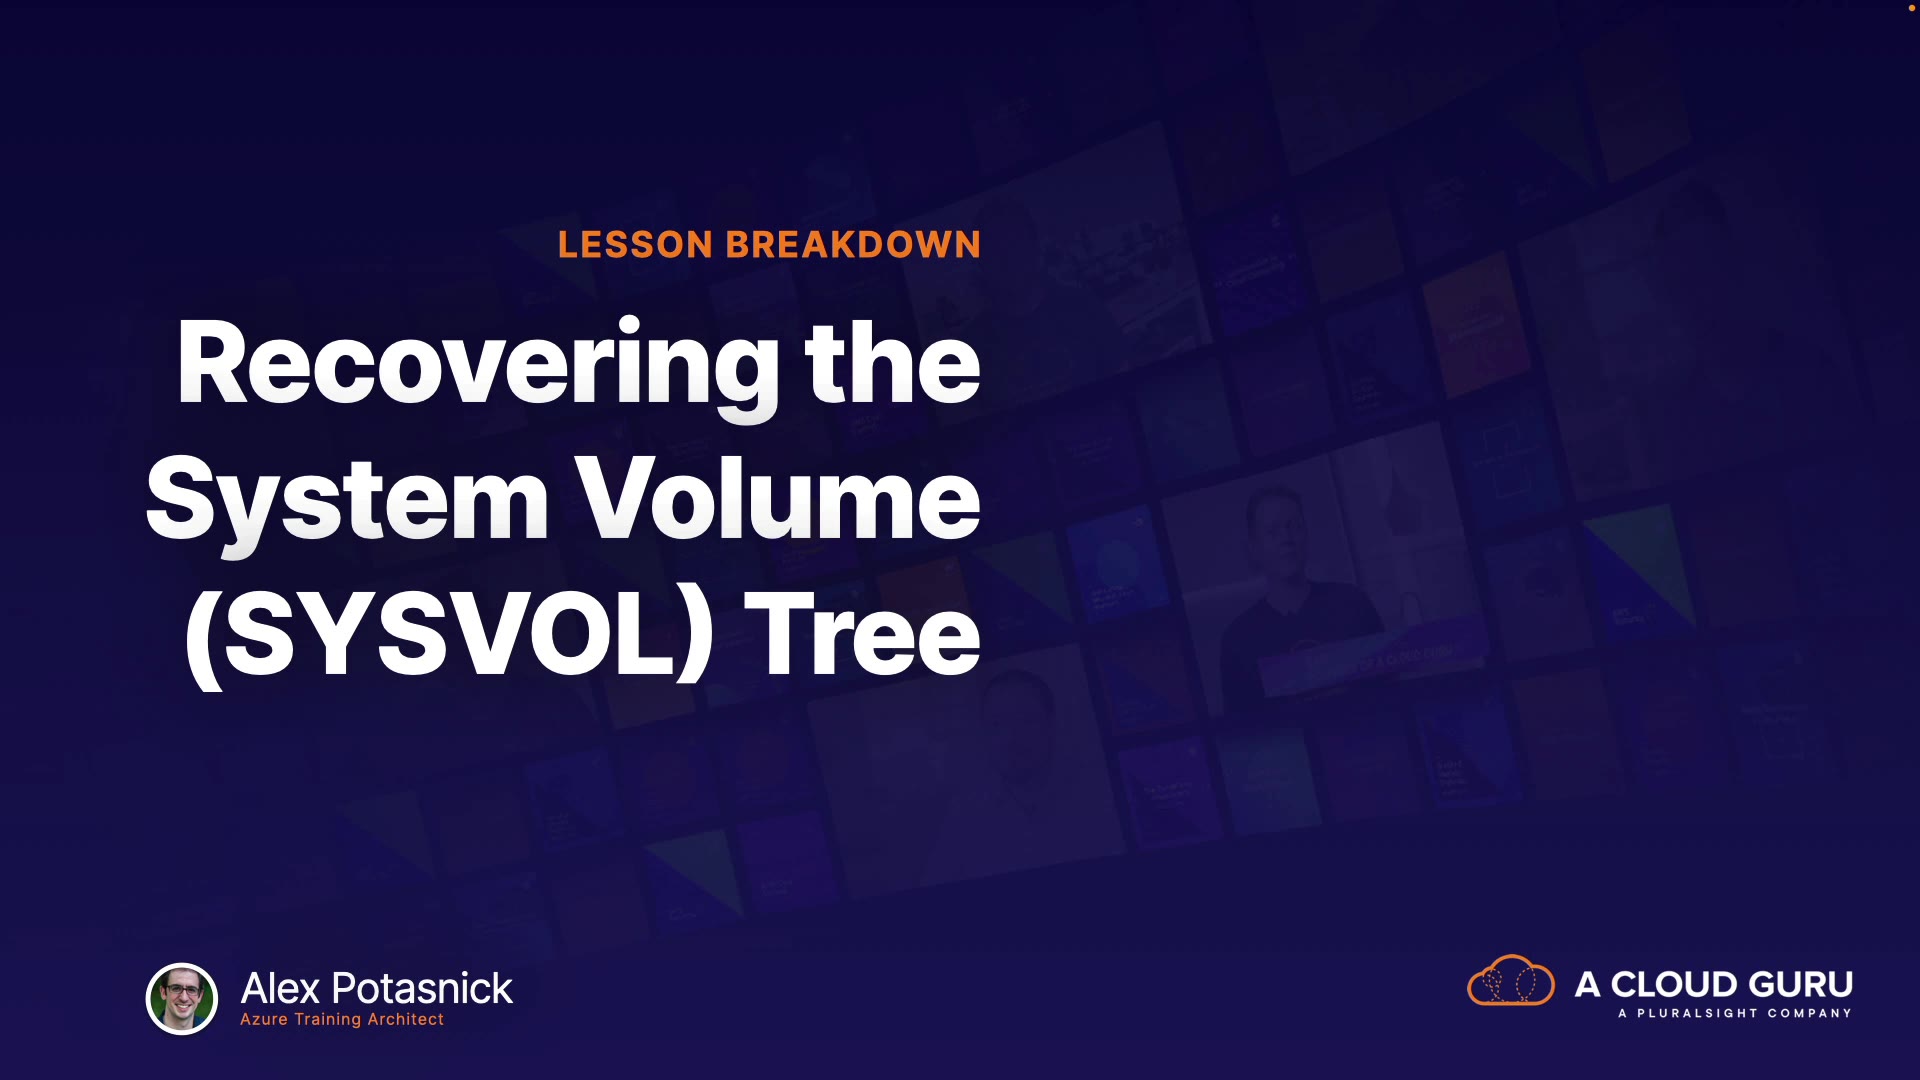 LESSON BREAKDOWN
Recovering the
System Volume
(SYSVOL) Tree
Alex Potasnick
Azure Training Architect
A CLOUD GURU
A PLURALSIGHT COMPANY